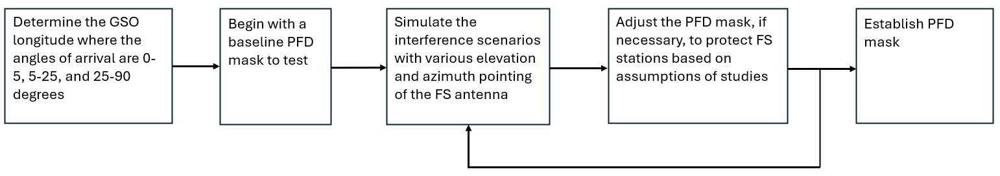 Determine the GSO
longitude where the
angles of arrival are 0-
5, 5-25, and 25-90
degrees
Begin with a
baseline PFD
mask to test
Simulate the
interference scenarios
with various elevation
and azimuth pointing
of the FS antenna
Adjust the PFD mask, if
necessary, to protect FS
stations based on
assumptions of studies
Establish PFD
mask